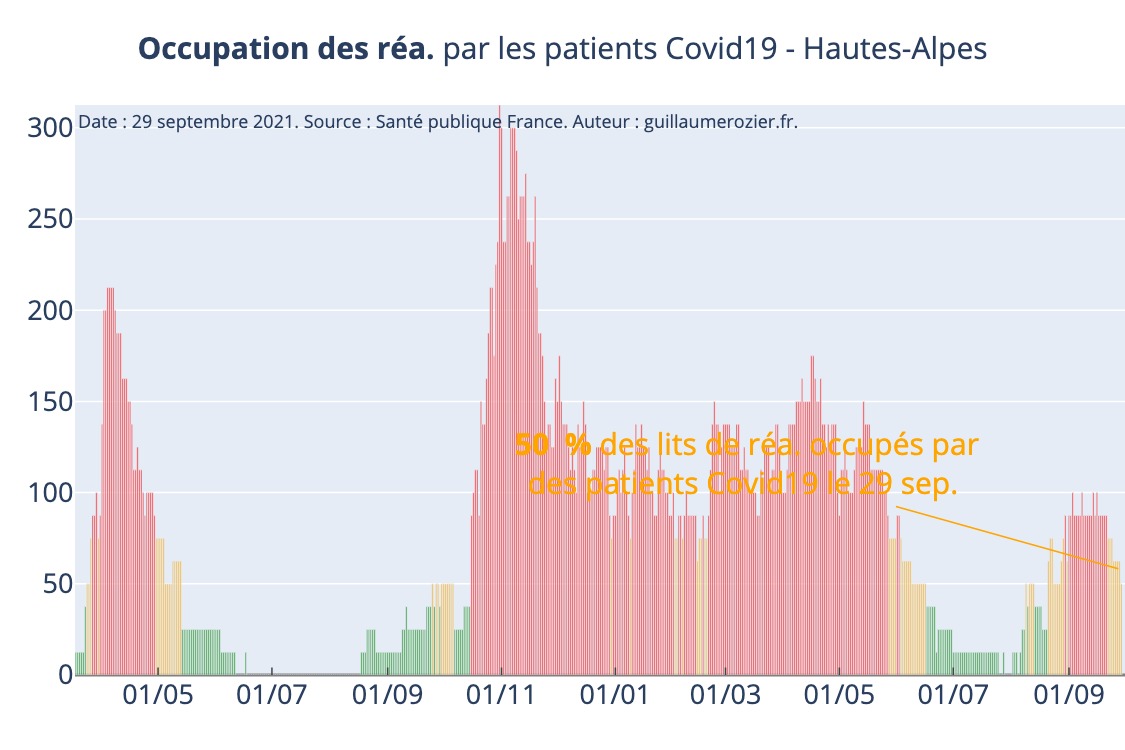 Occupation des réa. par les patients Covid19 - Hautes-Alpes
Date : 29 septembre 2021. Source : Santé publique France. Auteur : guillaumerozier.fr.
300
250
200
150
100
50
0
50 % des lits de réa. occupés par
des patients Covid19 le 29 sep.
01/05 01/07 01/09 01/11 01/01 01/03 01/05 01/07 01/09